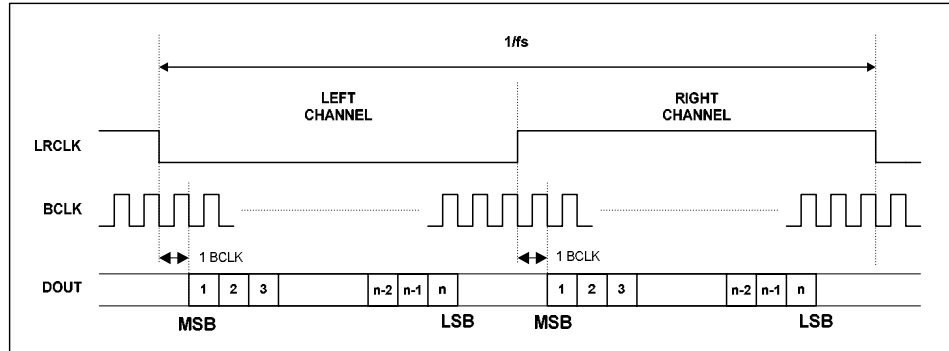 1/fs
LEFT
CHANNEL
RIGHT
CHANNEL
LRCLK
BCLK
1 BCLK
1 BCLK
DOUT
1 2 3 n-2 n-1 n 1 2 3 n-2 n-1 n
MSB LSB MSB LSB